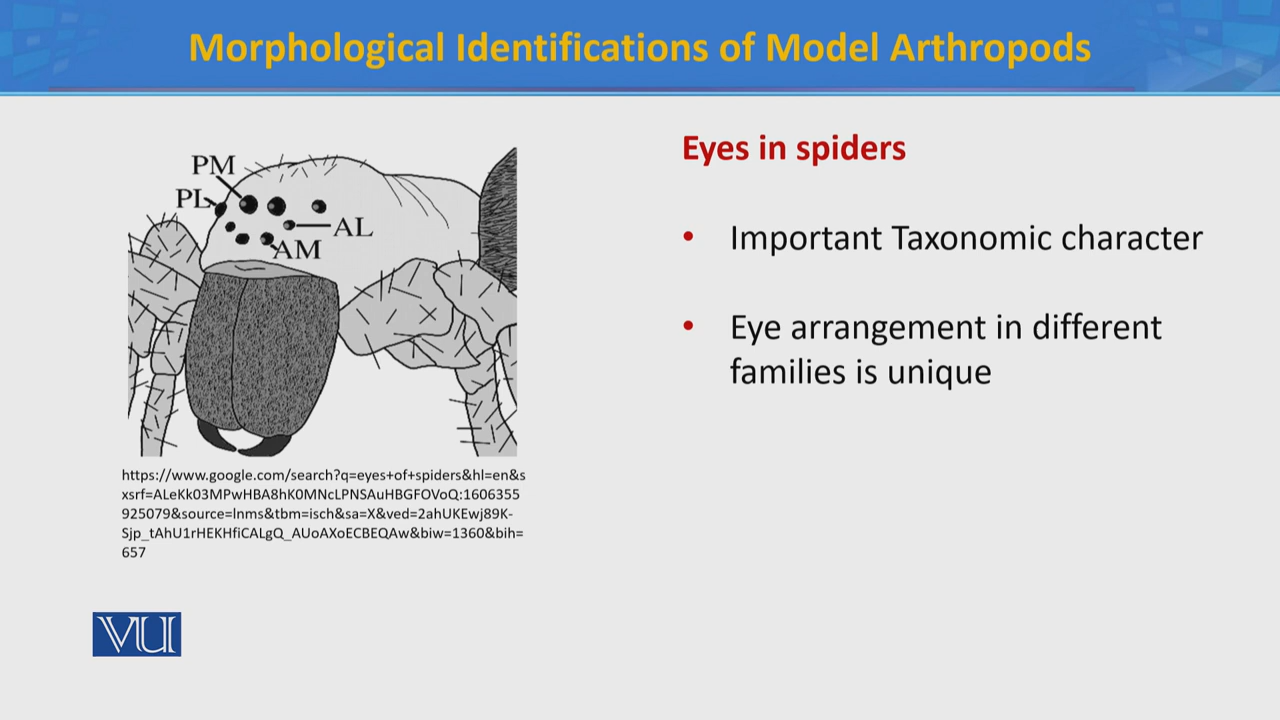 Morphological Identifications of Model Arthropods
PM
PL
AL
AM
Eyes in spiders
• Important Taxonomic character
• Eye arrangement in different
families is unique
https://www.google.com/search?q=eyes+of+spiders&hl=en&s
xsrf=ALeKk03MPwHBA8hK0MNcLPNSAuHBGFOVoQ:1606355
925079&source=lnms&tbm=isch&sa=X&ved=2ahUKEwj89K-
Sjp_tAhU1rHEKHfiCALgQ_AUoAXoECBEQAw&biw=1360&bih=
657
VU